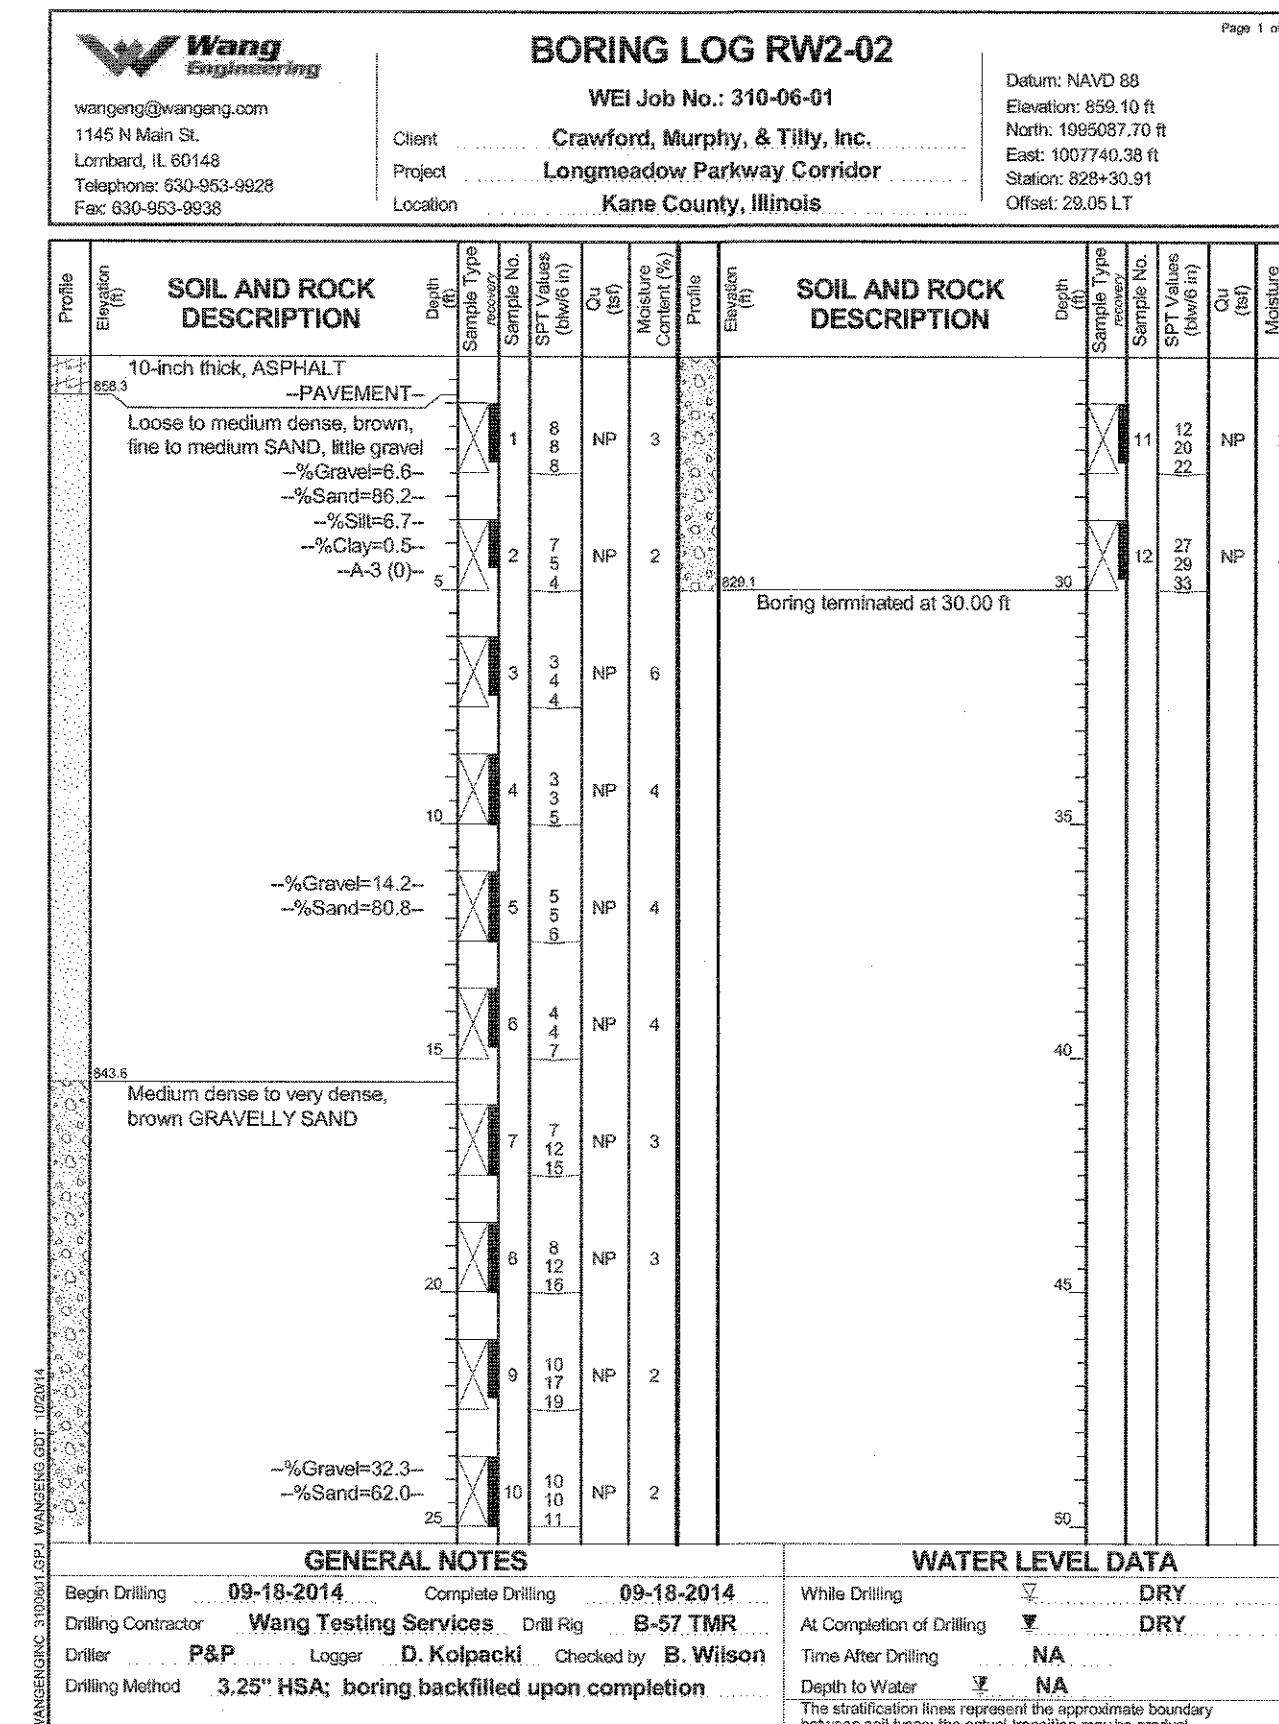 Page 1 of
Wang
Engineering
wangeng@wangeng.com
1145 N Main St.
Lombard, IL 60148
Telephone: 630-953-9928
Fax: 630-953-9938
BORING LOG RW2-02
WEI Job No.: 310-06-01
Client Crawford, Murphy, & Tilly, Inc.
Project Longmeadow Parkway Corridor
Location Kane County, Illinois
Datum: NAVD 88
Elevation: 859.10 ft
North: 1995087.70 ft
East: 1007740.38 ft
Station: 828+30.91
Offset: 29.05 LT
Profile
Elevation (ft)
SOIL AND ROCK
DESCRIPTION
Depth (ft)
Sample Type
recovery
Sample No.
SPT Values (blw/6 in)
Qu (tsf)
Moisture Content (%)
Profile
Elevation (ft)
SOIL AND ROCK
DESCRIPTION
Depth (ft)
Sample Type
recovery
Sample No.
SPT Values (blw/6 in)
Qu (tsf)
Moisture
10-inch thick, ASPHALT
858.3 --PAVEMENT--
Loose to medium dense, brown,
fine to medium SAND, little gravel
--%Gravel=6.6--
--%Sand=86.2--
--%Silt=6.7--
--%Clay=0.5--
--A-3 (0)--
5
1 8 8 8 NP 3
2 7 5 4 NP 2
3 3 4 4 NP 6
4 3 3 5 NP 4
10
--%Gravel=14.2--
--%Sand=80.8--
5 5 5 6 NP 4
6 4 4 7 NP 4
15
843.6
Medium dense to very dense,
brown GRAVELLY SAND
7 7 12 15 NP 3
8 8 12 16 NP 3
20
9 10 17 19 NP 2
--%Gravel=32.3--
--%Sand=62.0--
10 10 10 11 NP 2
25
11 12 20 22 NP
12 27 29 33 NP
829.1 30
Boring terminated at 30.00 ft
35
40
45
50
WANGENGINC 3100601.GPJ WANGENG.GDT 10/20/14
GENERAL NOTES
Begin Drilling 09-18-2014 Complete Drilling 09-18-2014
Drilling Contractor Wang Testing Services Drill Rig B-57 TMR
Driller P&P Logger D. Kolpacki Checked by B. Wilson
Drilling Method 3.25" HSA; boring backfilled upon completion
WATER LEVEL DATA
While Drilling DRY
At Completion of Drilling DRY
Time After Drilling NA
Depth to Water NA
The stratification lines represent the approximate boundary
between soil types; the actual transition may be gradual.